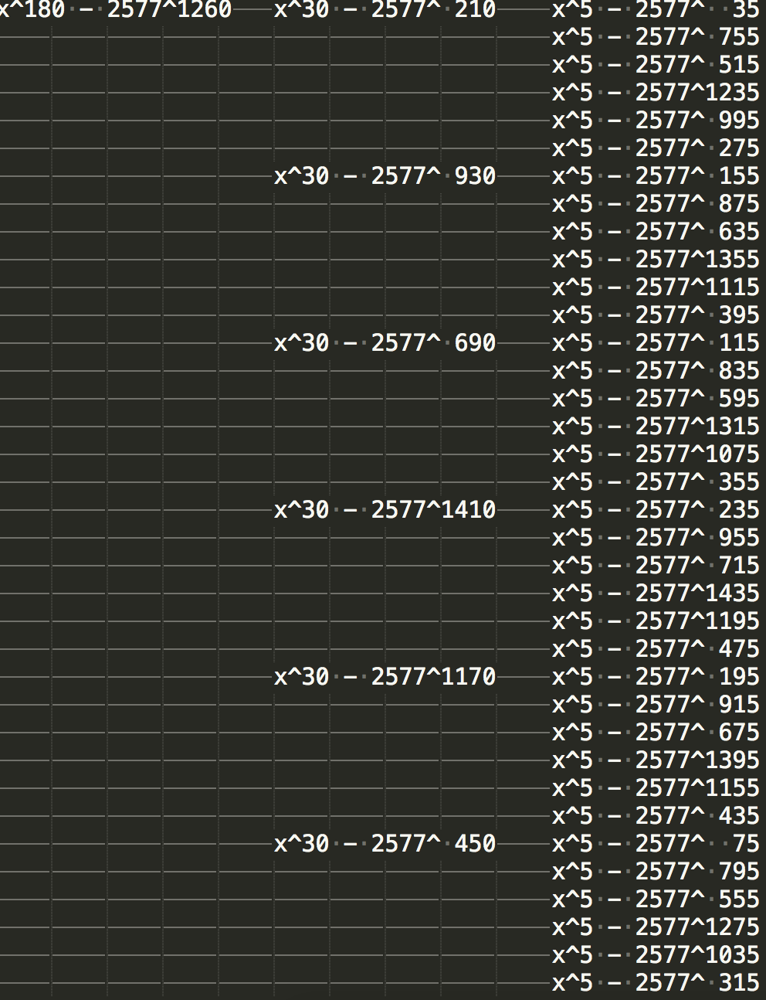 x^180 - 2577^1260 x^30 - 2577^ 210 x^5 - 2577^  35
x^5 - 2577^ 755
x^5 - 2577^ 515
x^5 - 2577^1235
x^5 - 2577^ 995
x^5 - 2577^ 275
x^30 - 2577^ 930 x^5 - 2577^ 155
x^5 - 2577^ 875
x^5 - 2577^ 635
x^5 - 2577^1355
x^5 - 2577^1115
x^5 - 2577^ 395
x^30 - 2577^ 690 x^5 - 2577^ 115
x^5 - 2577^ 835
x^5 - 2577^ 595
x^5 - 2577^1315
x^5 - 2577^1075
x^5 - 2577^ 355
x^30 - 2577^1410 x^5 - 2577^ 235
x^5 - 2577^ 955
x^5 - 2577^ 715
x^5 - 2577^1435
x^5 - 2577^1195
x^5 - 2577^ 475
x^30 - 2577^1170 x^5 - 2577^ 195
x^5 - 2577^ 915
x^5 - 2577^ 675
x^5 - 2577^1395
x^5 - 2577^1155
x^5 - 2577^ 435
x^30 - 2577^ 450 x^5 - 2577^  75
x^5 - 2577^ 795
x^5 - 2577^ 555
x^5 - 2577^1275
x^5 - 2577^1035
x^5 - 2577^ 315